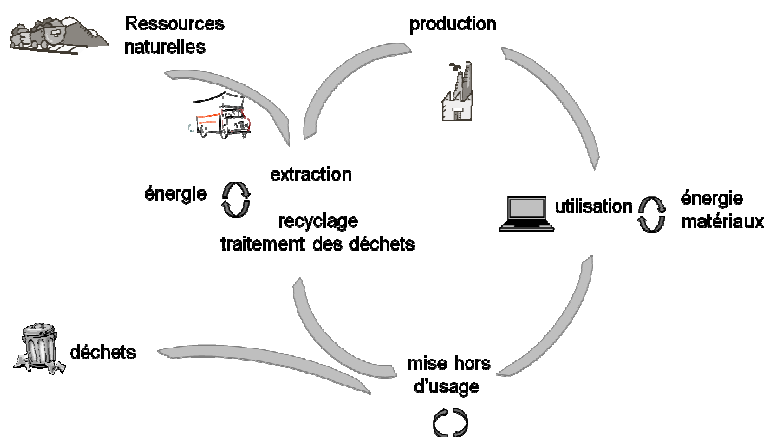 Ressources
naturelles
production
extraction
énergie
recyclage
traitement des déchets
utilisation
énergie
matériaux
déchets
mise hors
d'usage